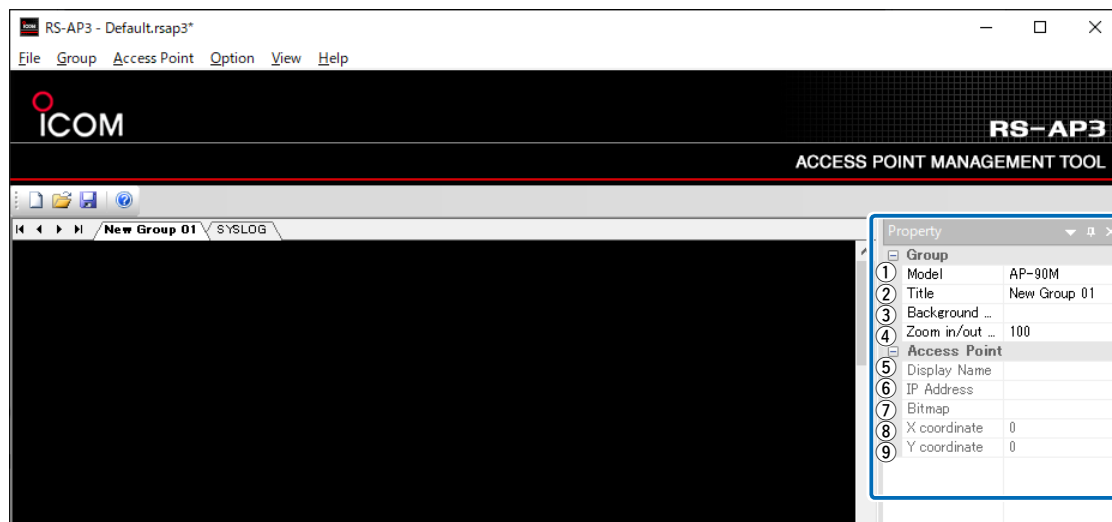 ICOM RS-AP3 - Default.rsap3*
File Group Access Point Option View Help
ICOM
RS-AP3
ACCESS POINT MANAGEMENT TOOL
New Group 01 SYSLOG
Property
Group
① Model AP-90M
② Title New Group 01
③ Background ...
④ Zoom in/out ... 100
Access Point
⑤ Display Name
⑥ IP Address
⑦ Bitmap
⑧ X coordinate 0
⑨ Y coordinate 0